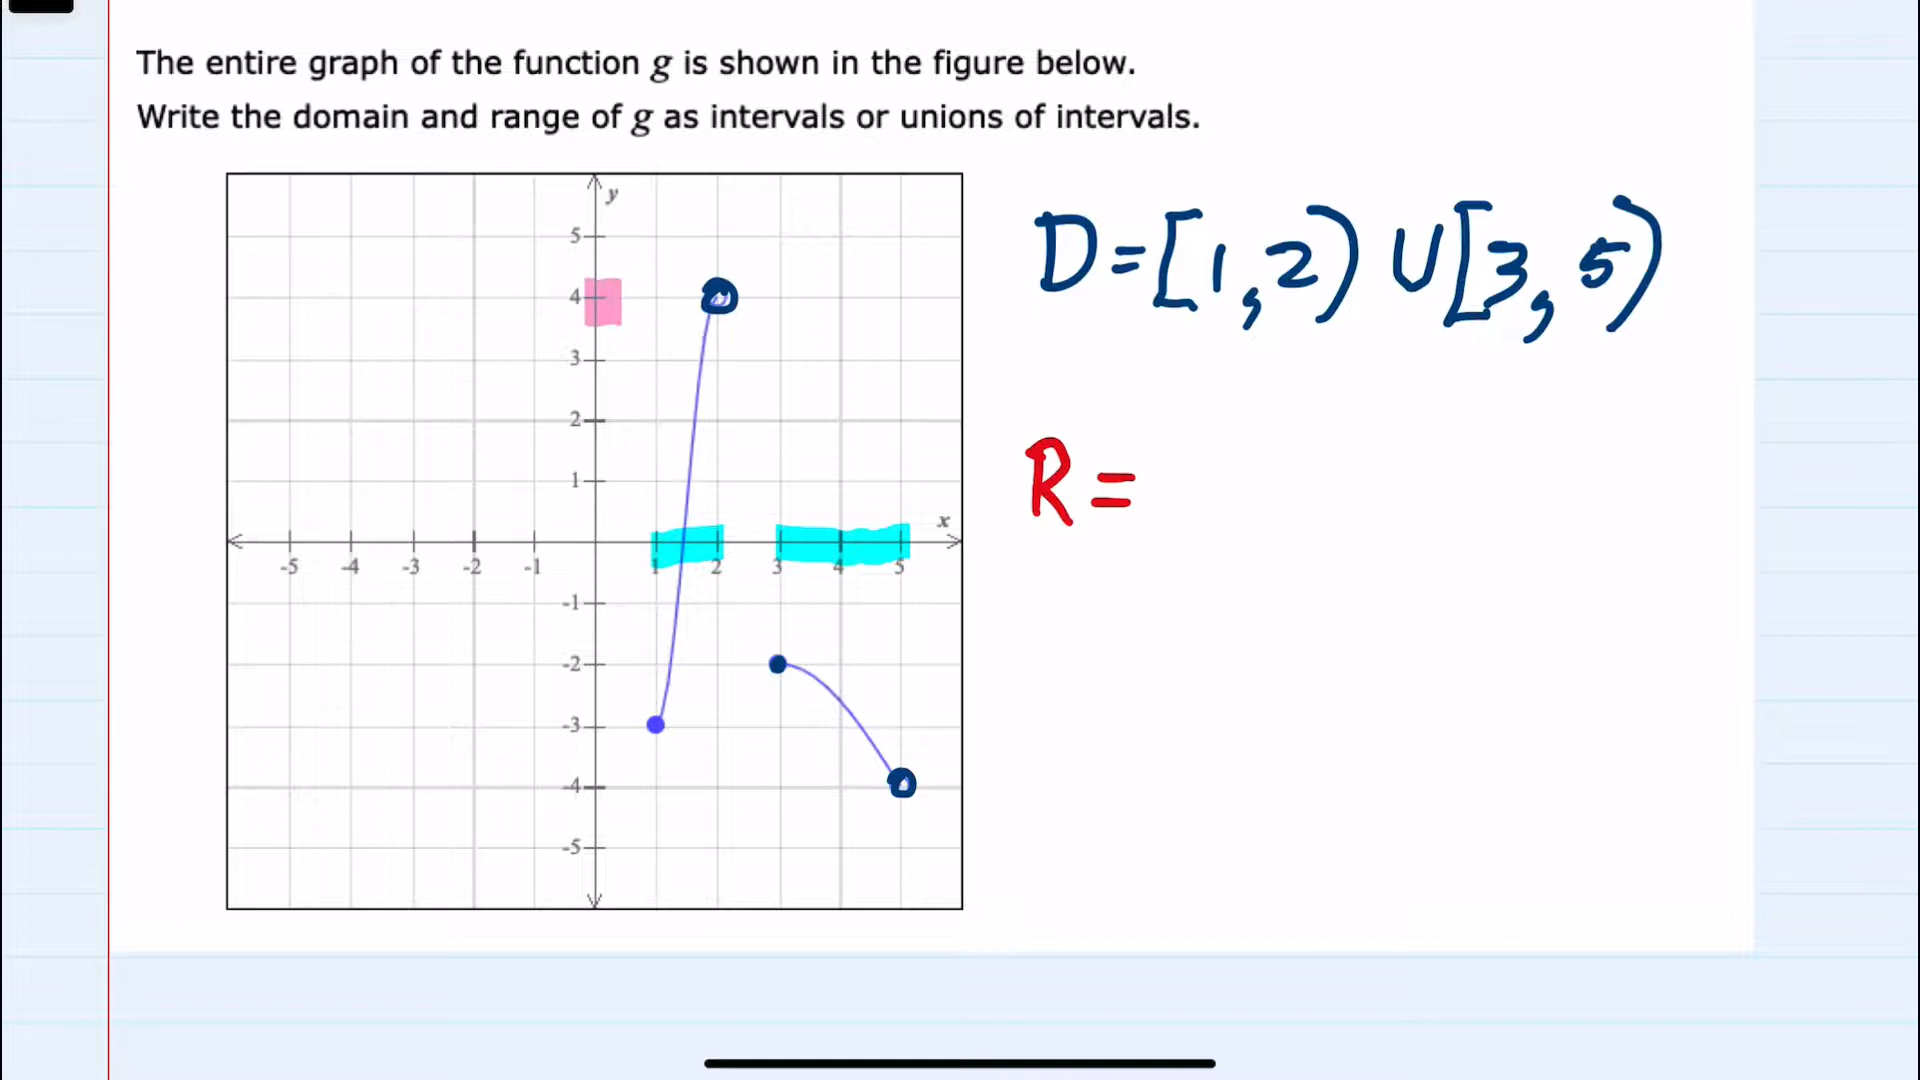 The entire graph of the function g is shown in the figure below.
Write the domain and range of g as intervals or unions of intervals.
y
5
4
3
2
1
x
-5 -4 -3 -2 -1 1 2 3 4 5
-1
-2
-3
-4
-5
D=[1,2) U[3,5)
R=